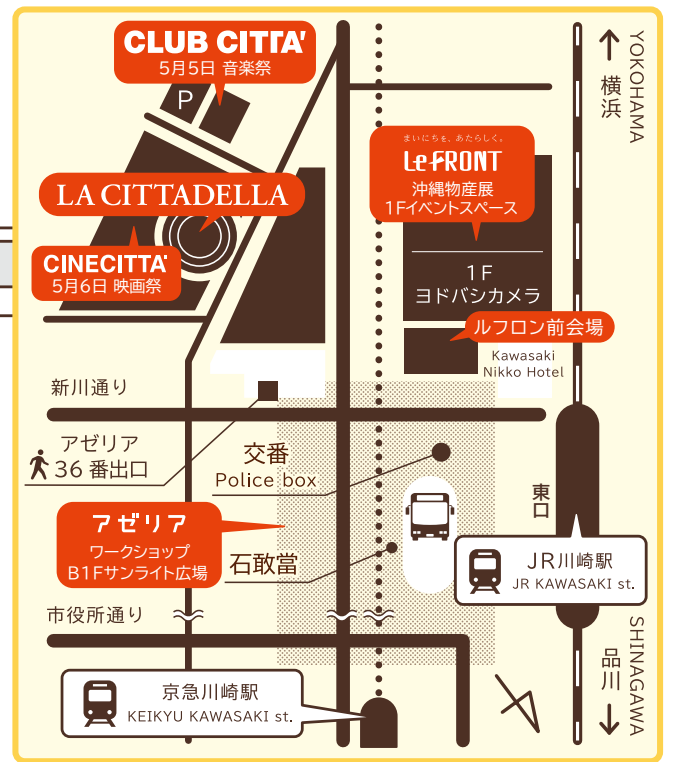 CLUB CITTA'
5月5日 音楽祭
P
YOKOHAMA
横浜
まいにちを、あたらしく。
Le FRONT
沖縄物産展
1Fイベントスペース
LA CITTADELLA
CINECITTA'
5月6日 映画祭
1F
ヨドバシカメラ
ルフロン前会場
Kawasaki
Nikko Hotel
新川通り
アゼリア
36番出口
交番
Police box
東口
アゼリア
ワークショップ
B1Fサンライト広場
石敢當
JR川崎駅
JR KAWASAKI st.
市役所通り
京急川崎駅
KEIKYU KAWASAKI st.
SHINAGAWA
品川